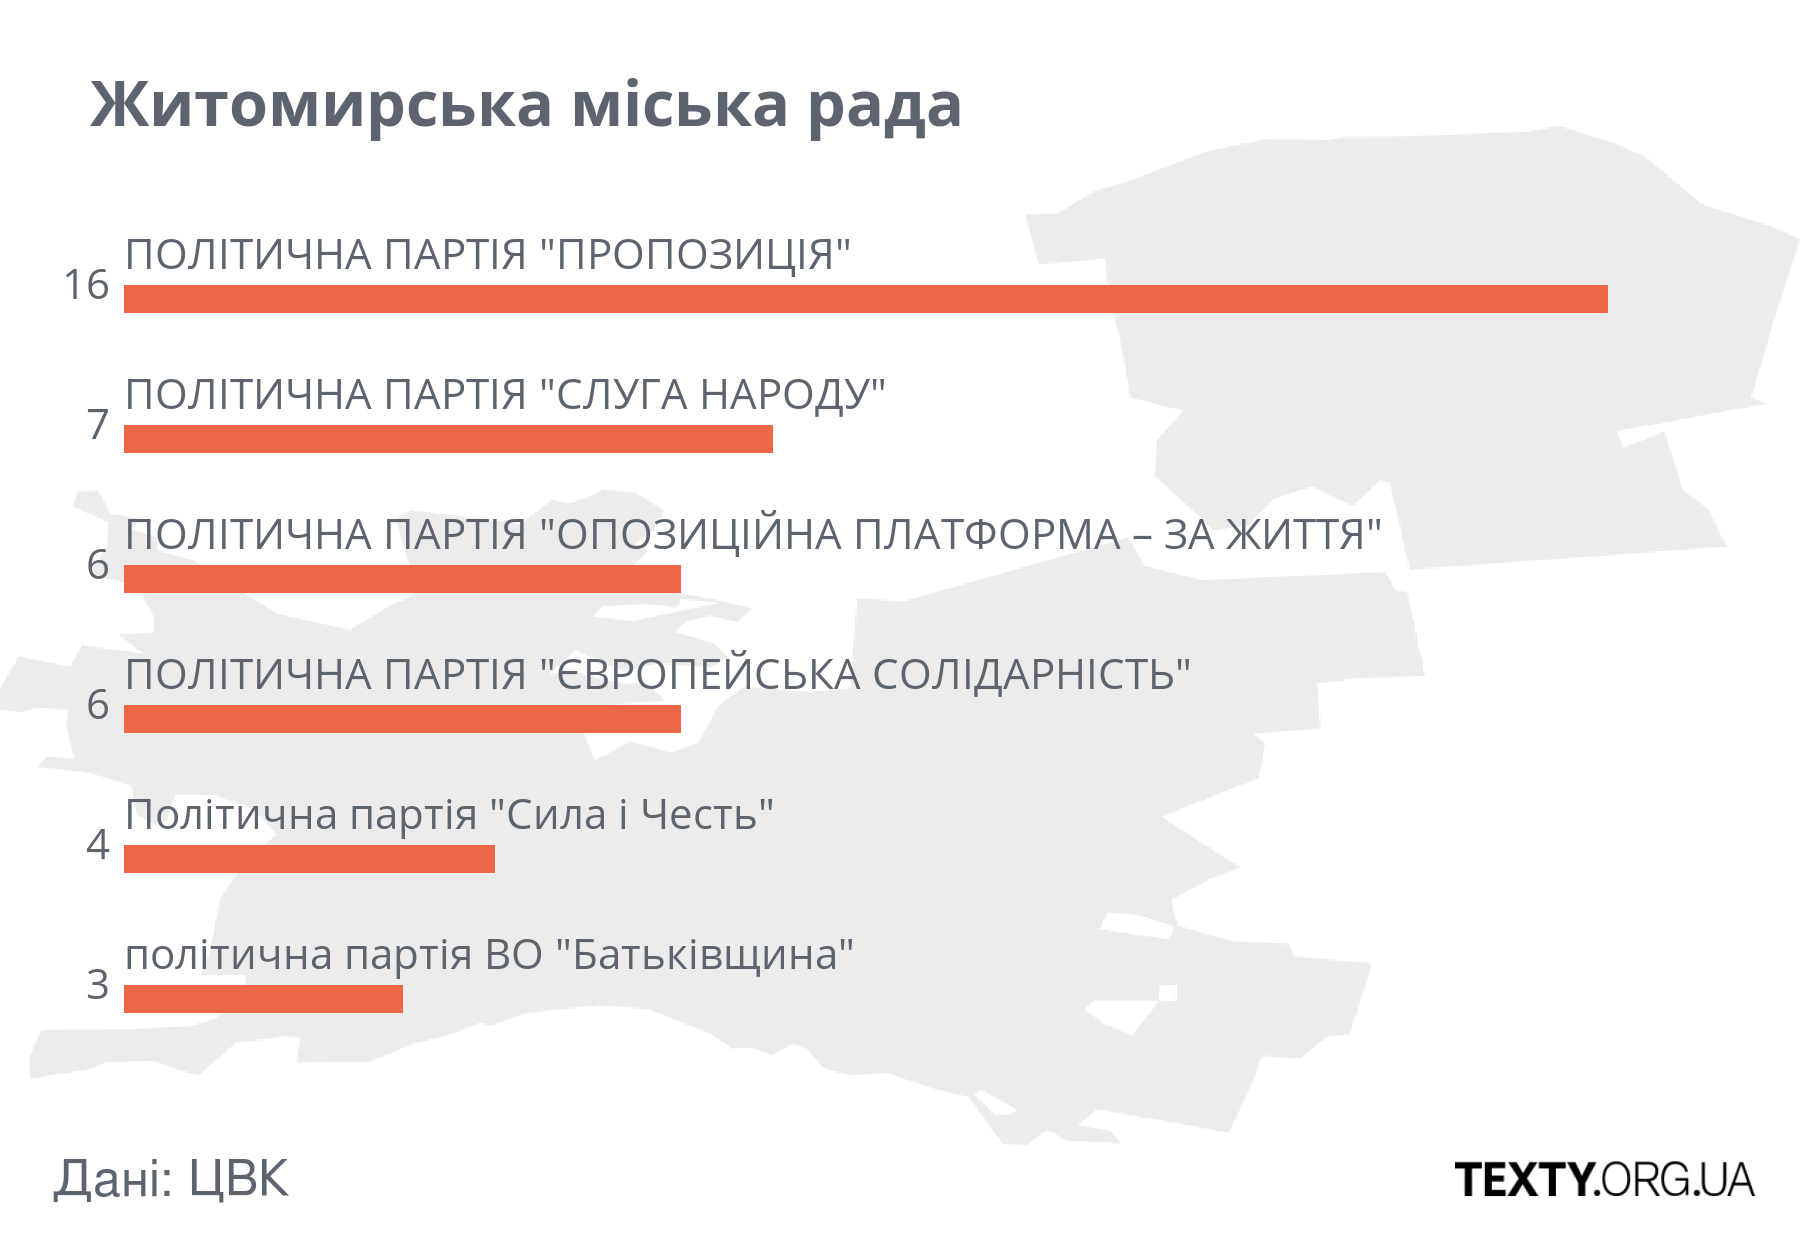 Житомирська міська рада
ПОЛІТИЧНА ПАРТІЯ "ПРОПОЗИЦІЯ"
16
ПОЛІТИЧНА ПАРТІЯ "СЛУГА НАРОДУ"
7
ПОЛІТИЧНА ПАРТІЯ "ОПОЗИЦІЙНА ПЛАТФОРМА – ЗА ЖИТТЯ"
6
ПОЛІТИЧНА ПАРТІЯ "ЄВРОПЕЙСЬКА СОЛІДАРНІСТЬ"
6
Політична партія "Сила і Честь"
4
політична партія ВО "Батьківщина"
3
Дані: ЦВК
TEXTY.ORG.UA